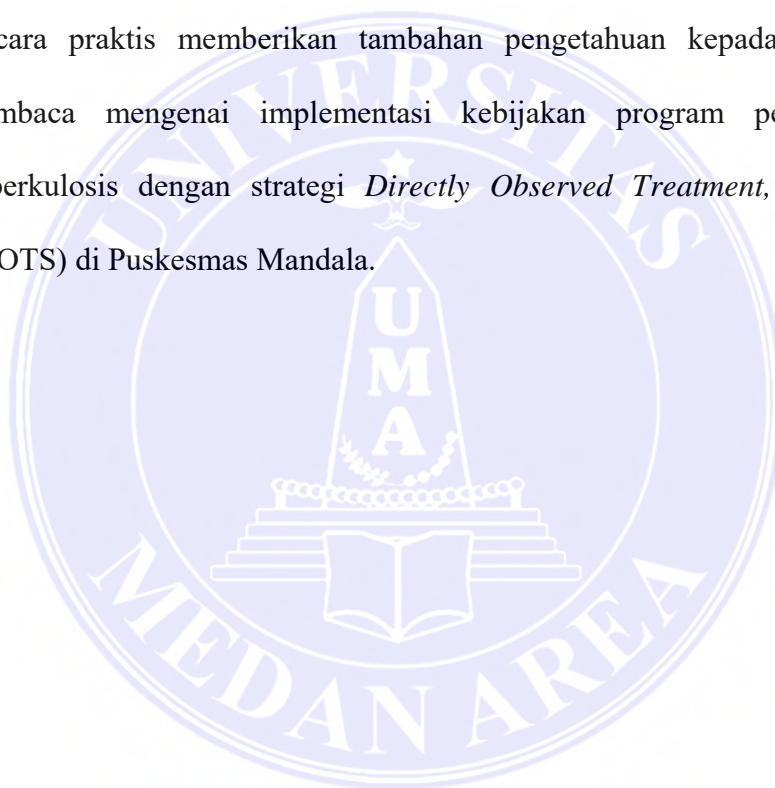 cara praktis memberikan tambahan pengetahuan kepada
mbaca mengenai implementasi kebijakan program pe
berkulosis dengan strategi Directly Observed Treatment,
OTS) di Puskesmas Mandala.
UNIVERSITAS
UMA
MEDAN AREA